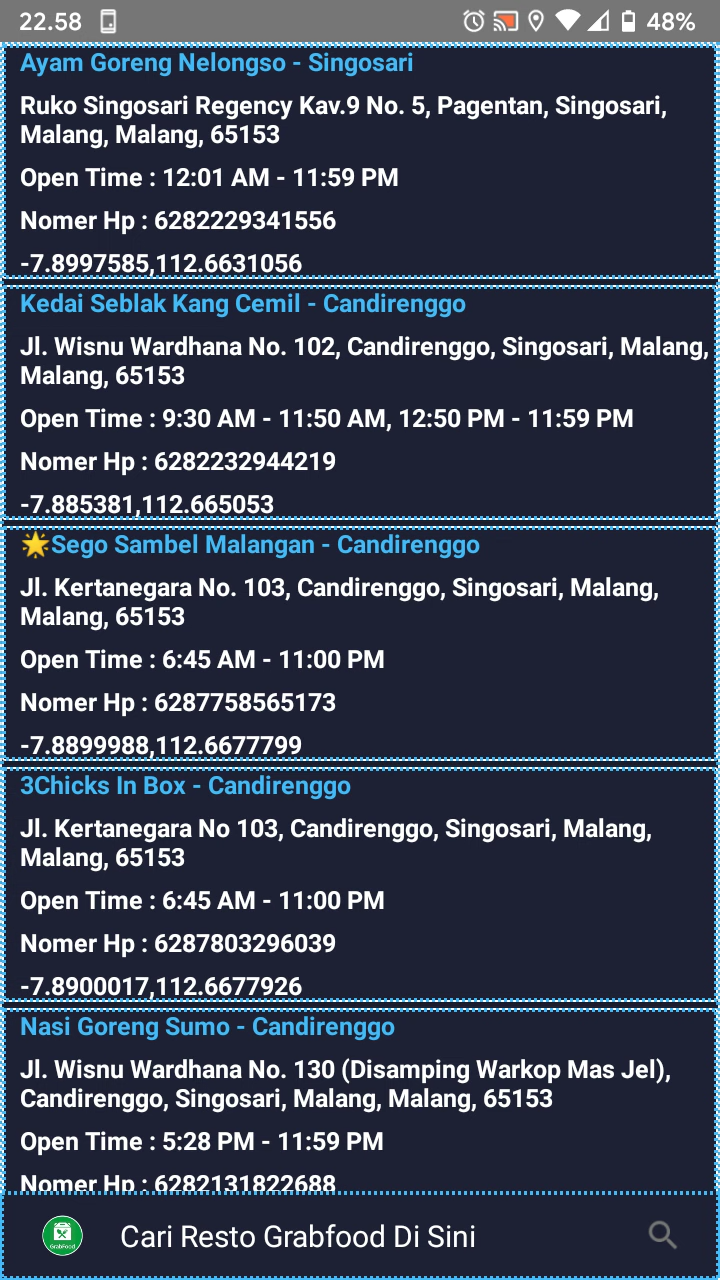 22.58
48%
Ayam Goreng Nelongso - Singosari
Ruko Singosari Regency Kav.9 No. 5, Pagentan, Singosari,
Malang, Malang, 65153
Open Time : 12:01 AM - 11:59 PM
Nomer Hp : 6282229341556
-7.8997585,112.6631056
Kedai Seblak Kang Cemil - Candirenggo
Jl. Wisnu Wardhana No. 102, Candirenggo, Singosari, Malang,
Malang, 65153
Open Time : 9:30 AM - 11:50 AM, 12:50 PM - 11:59 PM
Nomer Hp : 6282232944219
-7.885381,112.665053
🌟Sego Sambel Malangan - Candirenggo
Jl. Kertanegara No. 103, Candirenggo, Singosari, Malang,
Malang, 65153
Open Time : 6:45 AM - 11:00 PM
Nomer Hp : 6287758565173
-7.8899988,112.6677799
3Chicks In Box - Candirenggo
Jl. Kertanegara No 103, Candirenggo, Singosari, Malang,
Malang, 65153
Open Time : 6:45 AM - 11:00 PM
Nomer Hp : 6287803296039
-7.8900017,112.6677926
Nasi Goreng Sumo - Candirenggo
Jl. Wisnu Wardhana No. 130 (Disamping Warkop Mas Jel),
Candirenggo, Singosari, Malang, Malang, 65153
Open Time : 5:28 PM - 11:59 PM
Nomer Hp : 6282131822688
GrabFood
Cari Resto Grabfood Di Sini